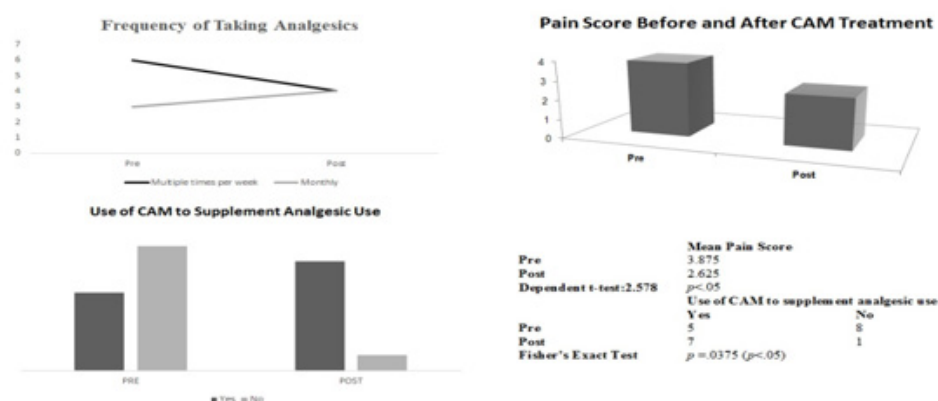 Frequency of Taking Analgesics
7
6
5
4
3
2
1
0
Pre Post
Multiple times per week Monthly
Pain Score Before and After CAM Treatment
4
3
2
1
0
Pre
Post
Use of CAM to Supplement Analgesic Use
PRE POST
Yes No
Mean Pain Score
Pre 3.875
Post 2.625
Dependent t-test:2.578 p<.05
Use of CAM to supplement analgesic use
Yes No
Pre 5 8
Post 7 1
Fisher's Exact Test p =.0375 (p<.05)